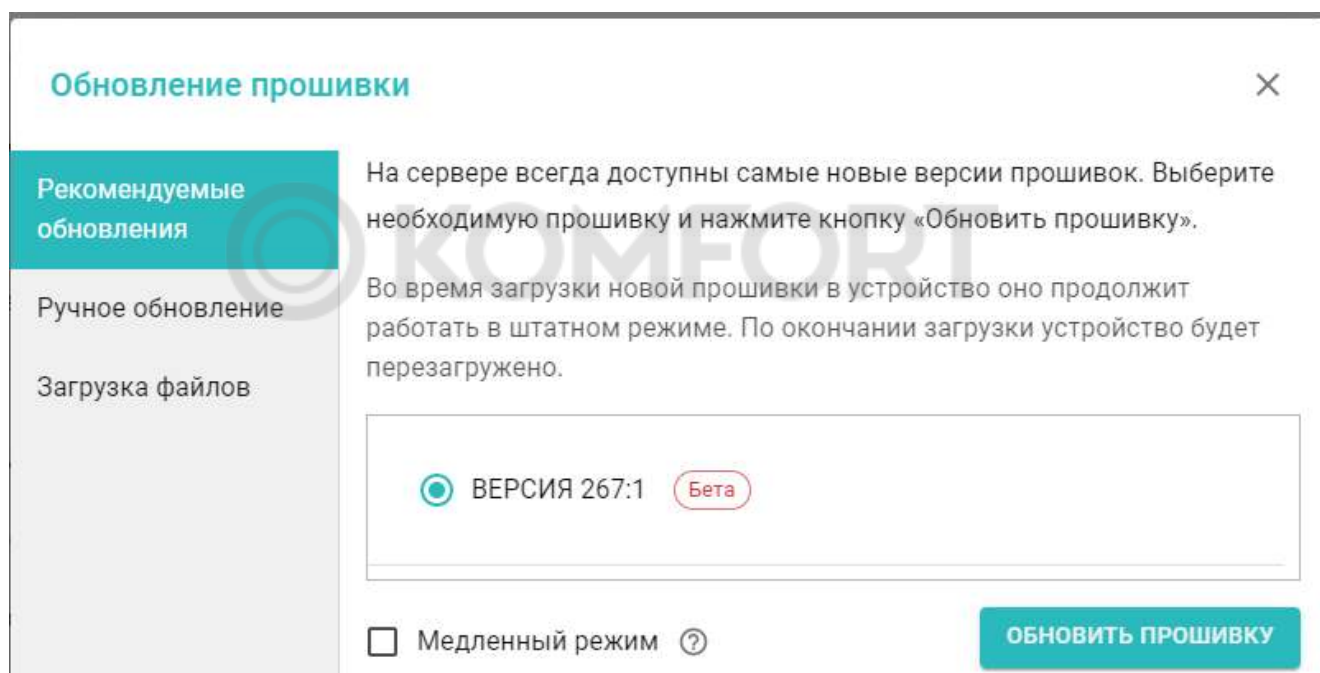 Обновление прошивки
Рекомендуемые
обновления
Ручное обновление
Загрузка файлов
На сервере всегда доступны самые новые версии прошивок. Выберите
необходимую прошивку и нажмите кнопку «Обновить прошивку».
Во время загрузки новой прошивки в устройство оно продолжит
работать в штатном режиме. По окончании загрузки устройство будет
перезагружено.
ВЕРСИЯ 267:1 Бета
Медленный режим
ОБНОВИТЬ ПРОШИВКУ
KOMFORT